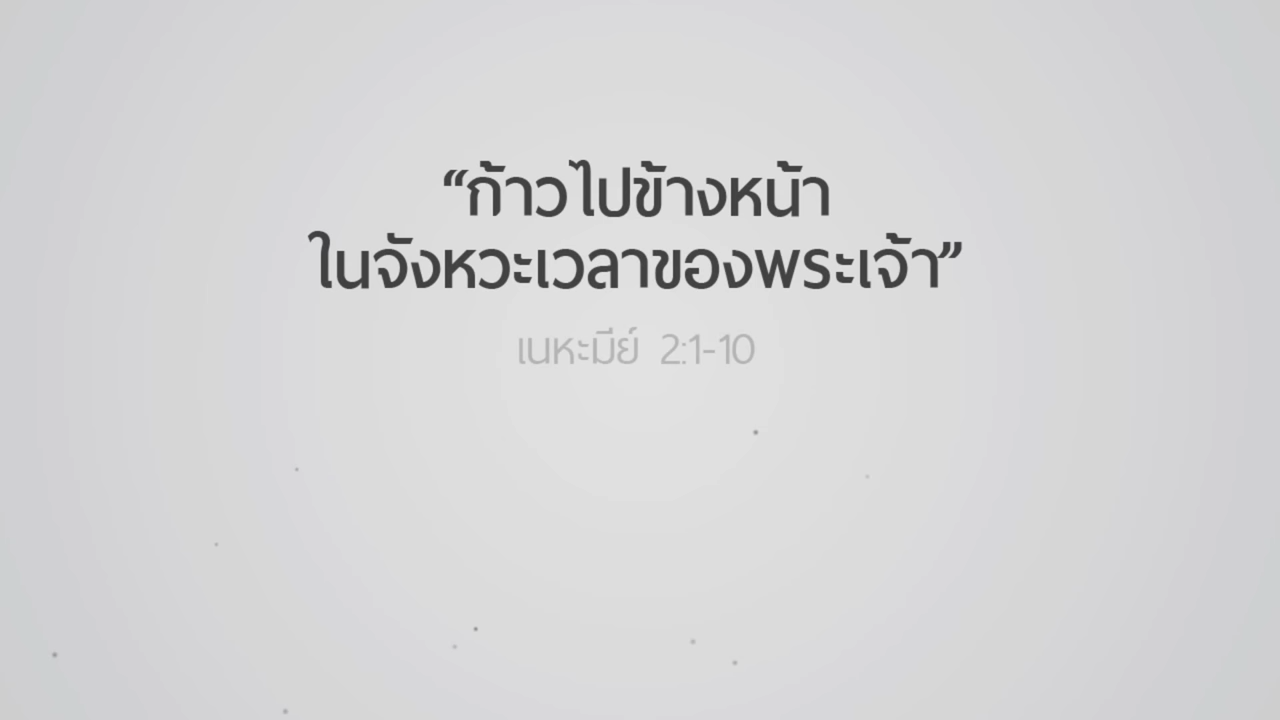 “ก้าวไปข้างหน้า
ในจังหวะเวลาของพระเจ้า”
เนหะมีย์ 2:1-10